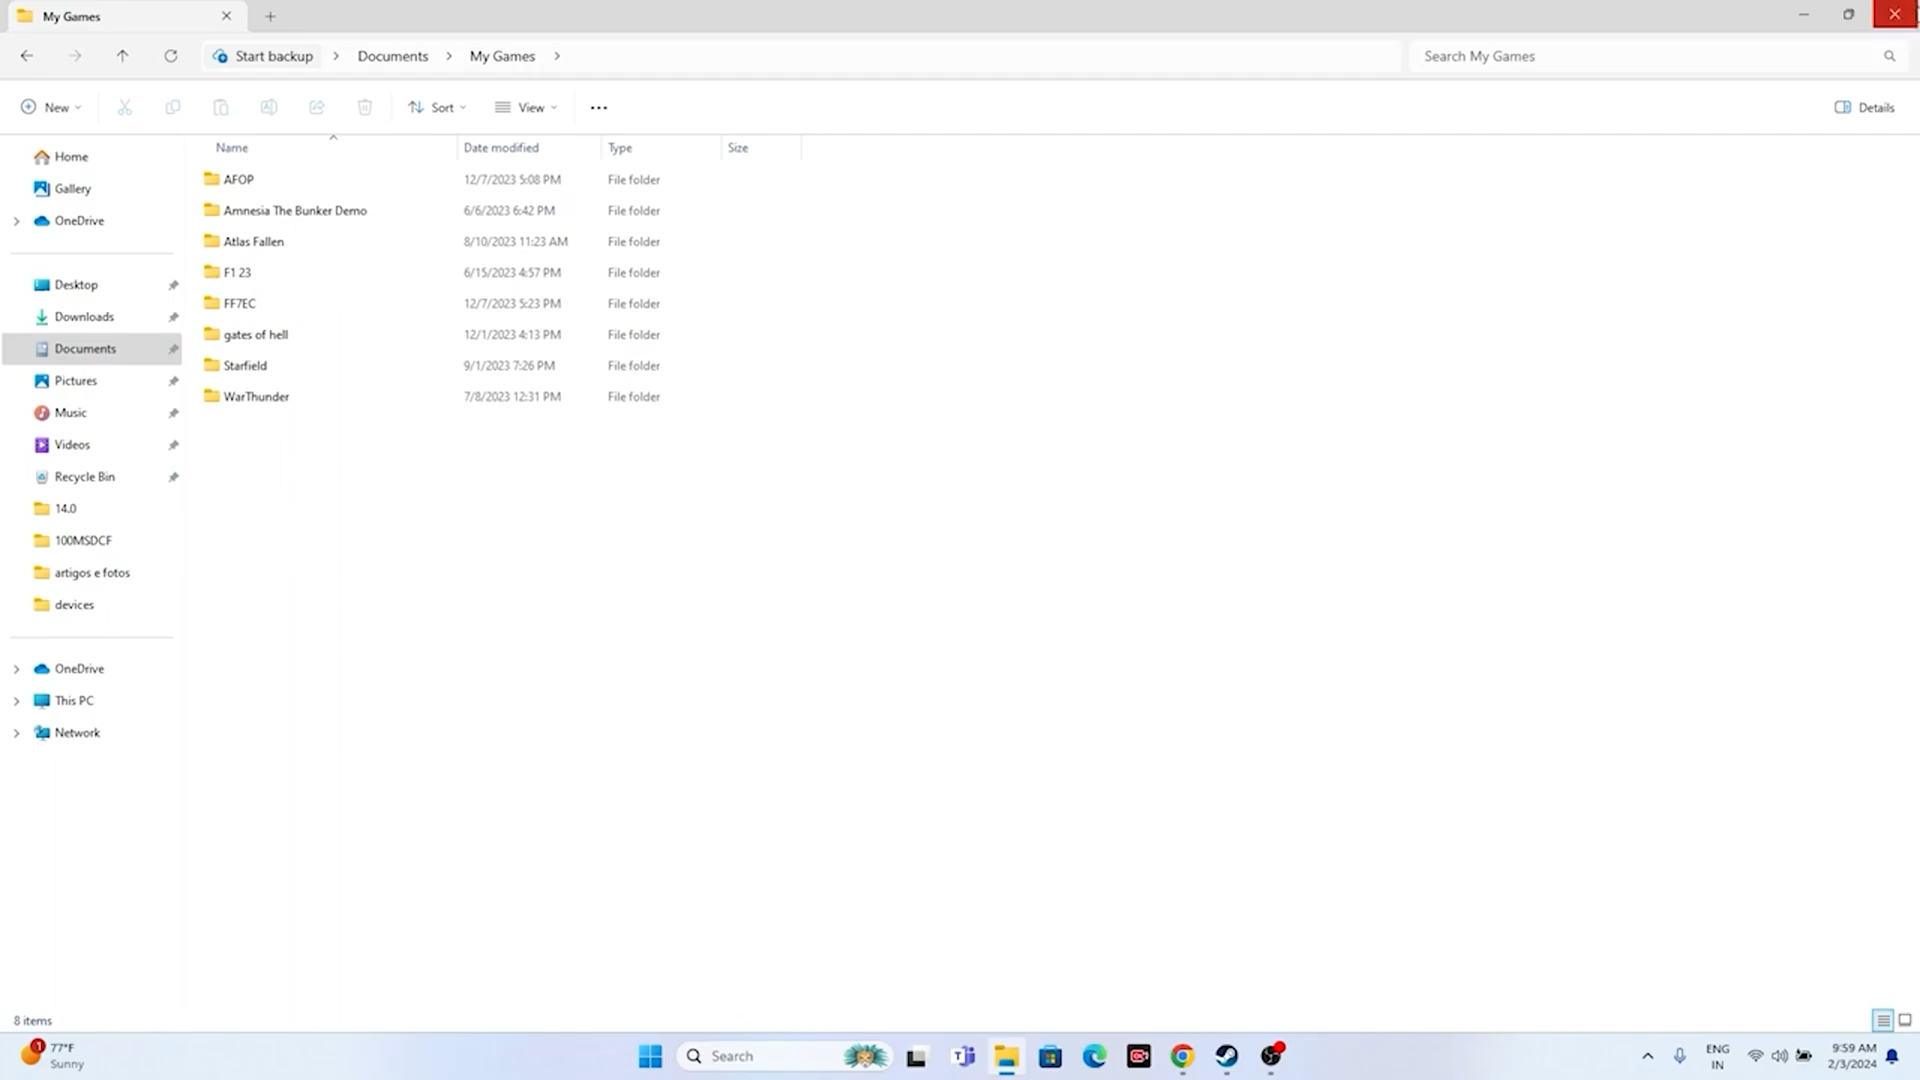 My Games
Start backup > Documents > My Games >
Search My Games
New
Sort
View
Details
Name Date modified Type Size
Home
Gallery
OneDrive
Desktop
Downloads
Documents
Pictures
Music
Videos
Recycle Bin
14.0
100MSDCF
artigos e fotos
devices
OneDrive
This PC
Network
AFOP 12/7/2023 5:08 PM File folder
Amnesia The Bunker Demo 6/6/2023 6:42 PM File folder
Atlas Fallen 8/10/2023 11:23 AM File folder
F1 23 6/15/2023 4:57 PM File folder
FF7EC 12/7/2023 5:23 PM File folder
gates of hell 12/1/2023 4:13 PM File folder
Starfield 9/1/2023 7:26 PM File folder
WarThunder 7/8/2023 12:31 PM File folder
8 items
1
77°F
Sunny
Search
ENG
IN
9:59 AM
2/3/2024